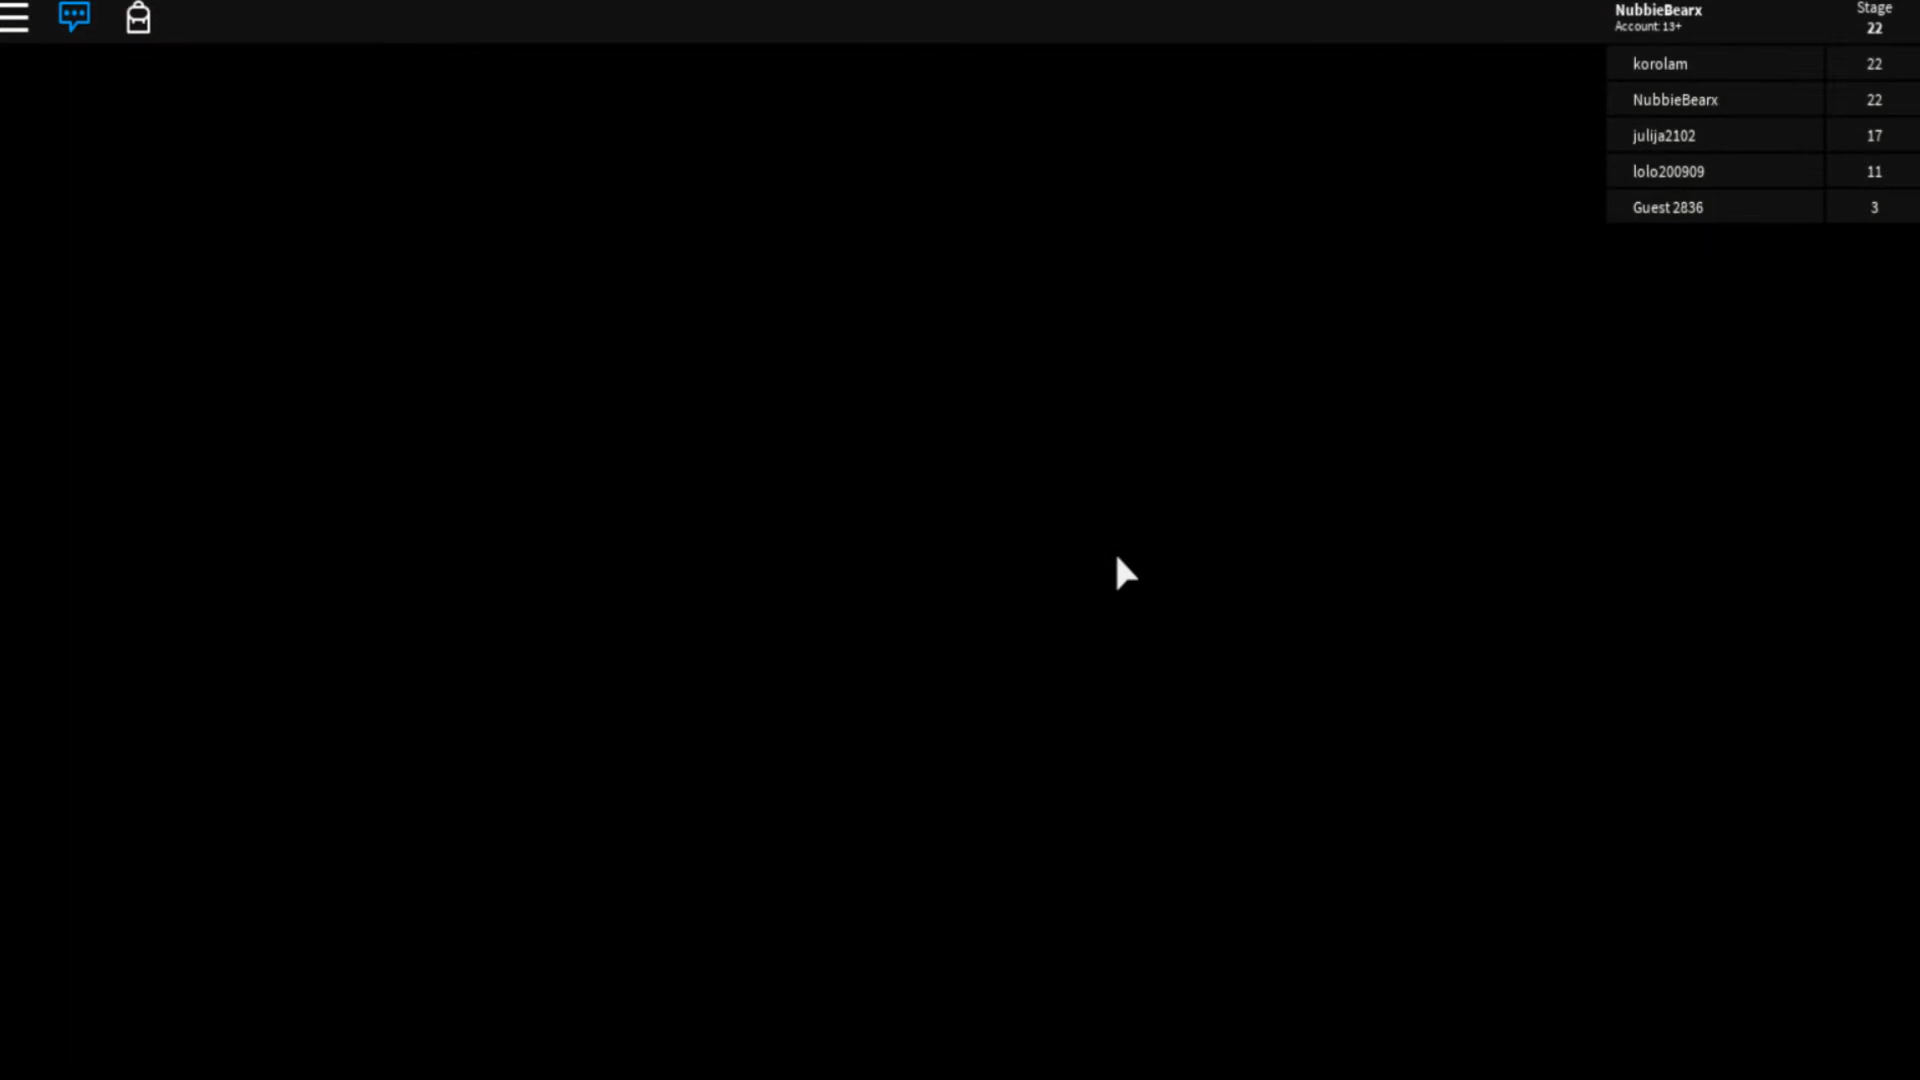 NubbieBearx Stage
Account: 13+ 22
korolam 22
NubbieBearx 22
julija2102 17
lolo200909 11
Guest 2836 3